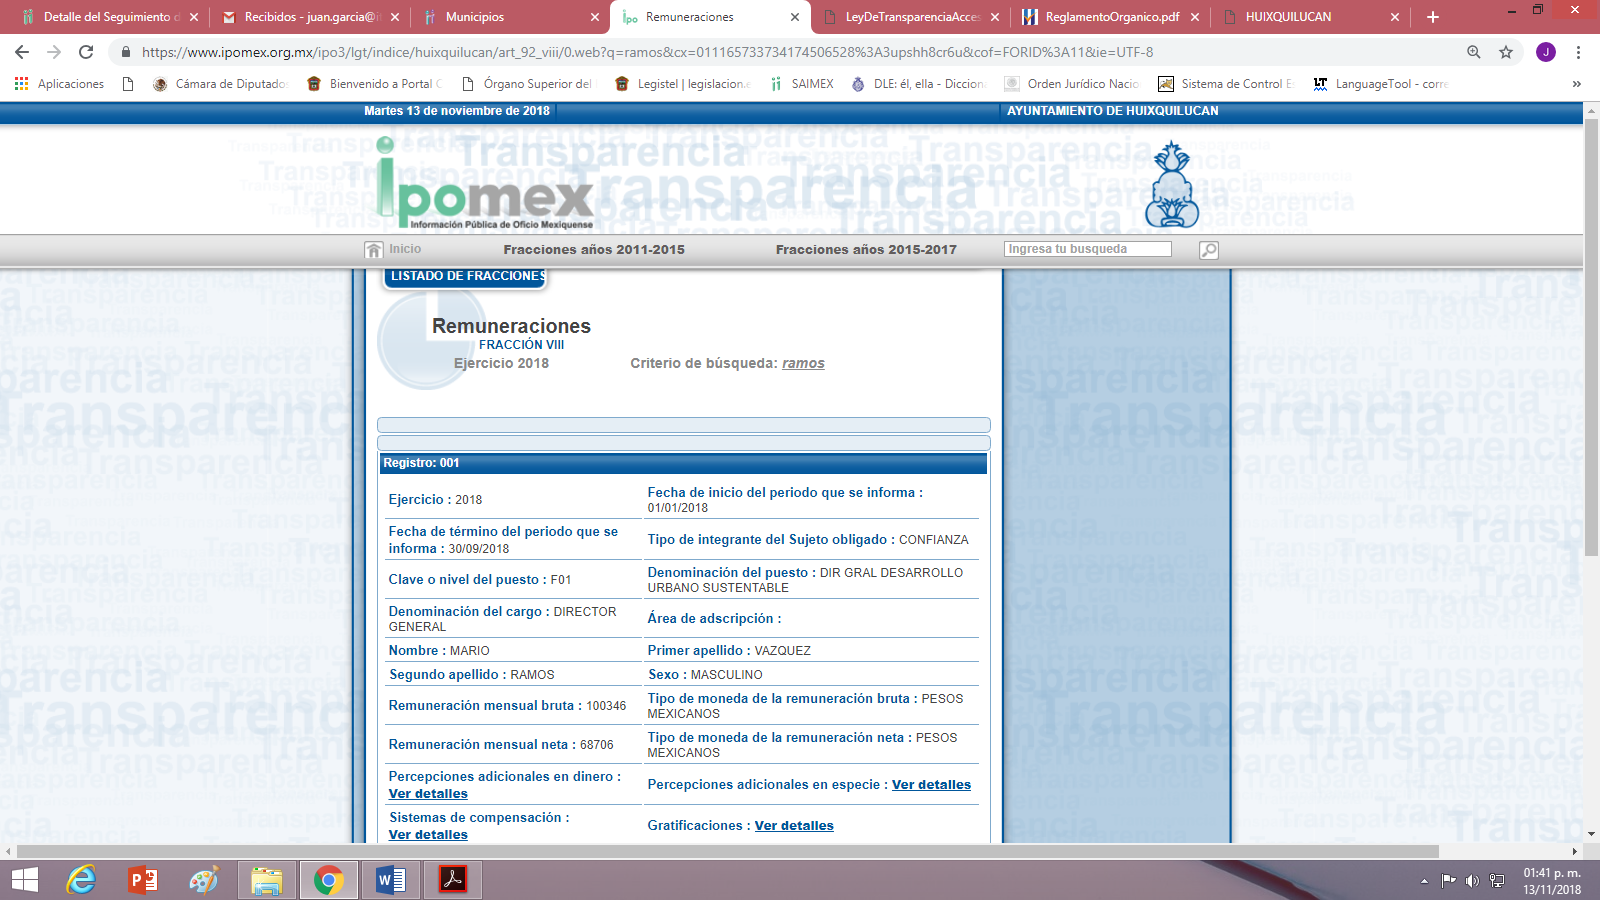 Detalle del Seguimiento d
Recibidos - juan.garcia@i
Municipios
Remuneraciones
LeyDeTransparenciaAcces
ReglamentoOrganico.pdf
HUIXQUILUCAN
https://www.ipomex.org.mx/ipo3/lgt/indice/huixquilucan/art_92_viii/0.web?q=ramos&cx=011165733734174506528%3A3upshh8cr6u&cof=FORID%3A11&ie=UTF-8
J
Aplicaciones
Cámara de Diputados
Bienvenido a Portal C
Órgano Superior del
Legistel | legislacion.e
SAIMEX
DLE: él, ella - Diccion
Orden Jurídico Nacio
Sistema de Control E
LanguageTool - corre
»
Martes 13 de noviembre de 2018
AYUNTAMIENTO DE HUIXQUILUCAN
Transparencia
ipomex
Información Pública de Oficio Mexiquense
Inicio
Fracciones años 2011-2015
Fracciones años 2015-2017
Ingresa tu busqueda
LISTADO DE FRACCIONES
Remuneraciones
FRACCIÓN VIII
Ejercicio 2018
Criterio de búsqueda: ramos
Registro: 001
Ejercicio : 2018
Fecha de inicio del periodo que se informa :
01/01/2018
Fecha de término del periodo que se
informa : 30/09/2018
Tipo de integrante del Sujeto obligado : CONFIANZA
Clave o nivel del puesto : F01
Denominación del puesto : DIR GRAL DESARROLLO
URBANO SUSTENTABLE
Denominación del cargo : DIRECTOR
GENERAL
Área de adscripción :
Nombre : MARIO
Primer apellido : VAZQUEZ
Segundo apellido : RAMOS
Sexo : MASCULINO
Remuneración mensual bruta : 100346
Tipo de moneda de la remuneración bruta : PESOS
MEXICANOS
Remuneración mensual neta : 68706
Tipo de moneda de la remuneración neta : PESOS
MEXICANOS
Percepciones adicionales en dinero :
Ver detalles
Percepciones adicionales en especie : Ver detalles
Sistemas de compensación :
Ver detalles
Gratificaciones : Ver detalles
01:41 p. m.
13/11/2018